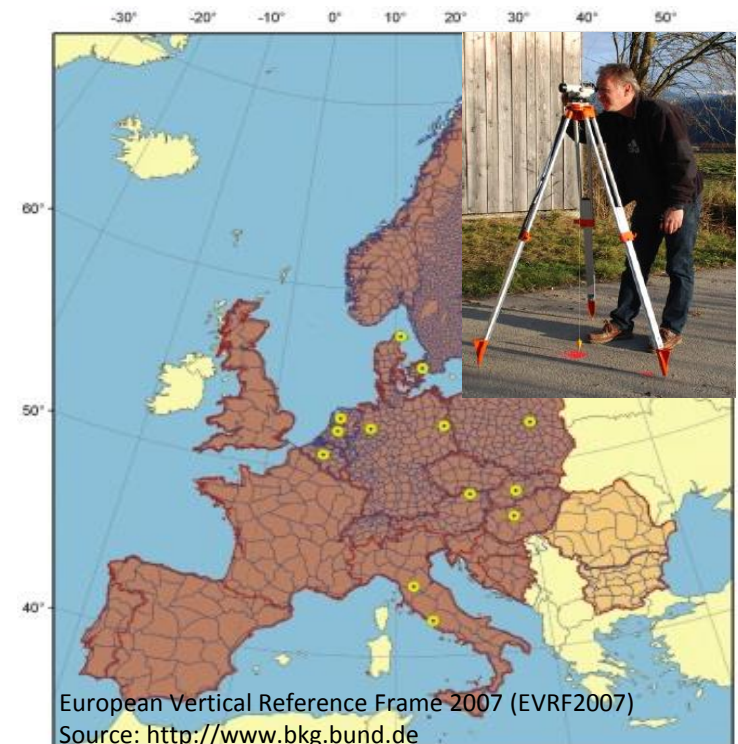 -30° -20° -10° 0° 10° 20° 30° 40° 50°
60°
50°
40°
European Vertical Reference Frame 2007 (EVRF2007)
Source: http://www.bkg.bund.de